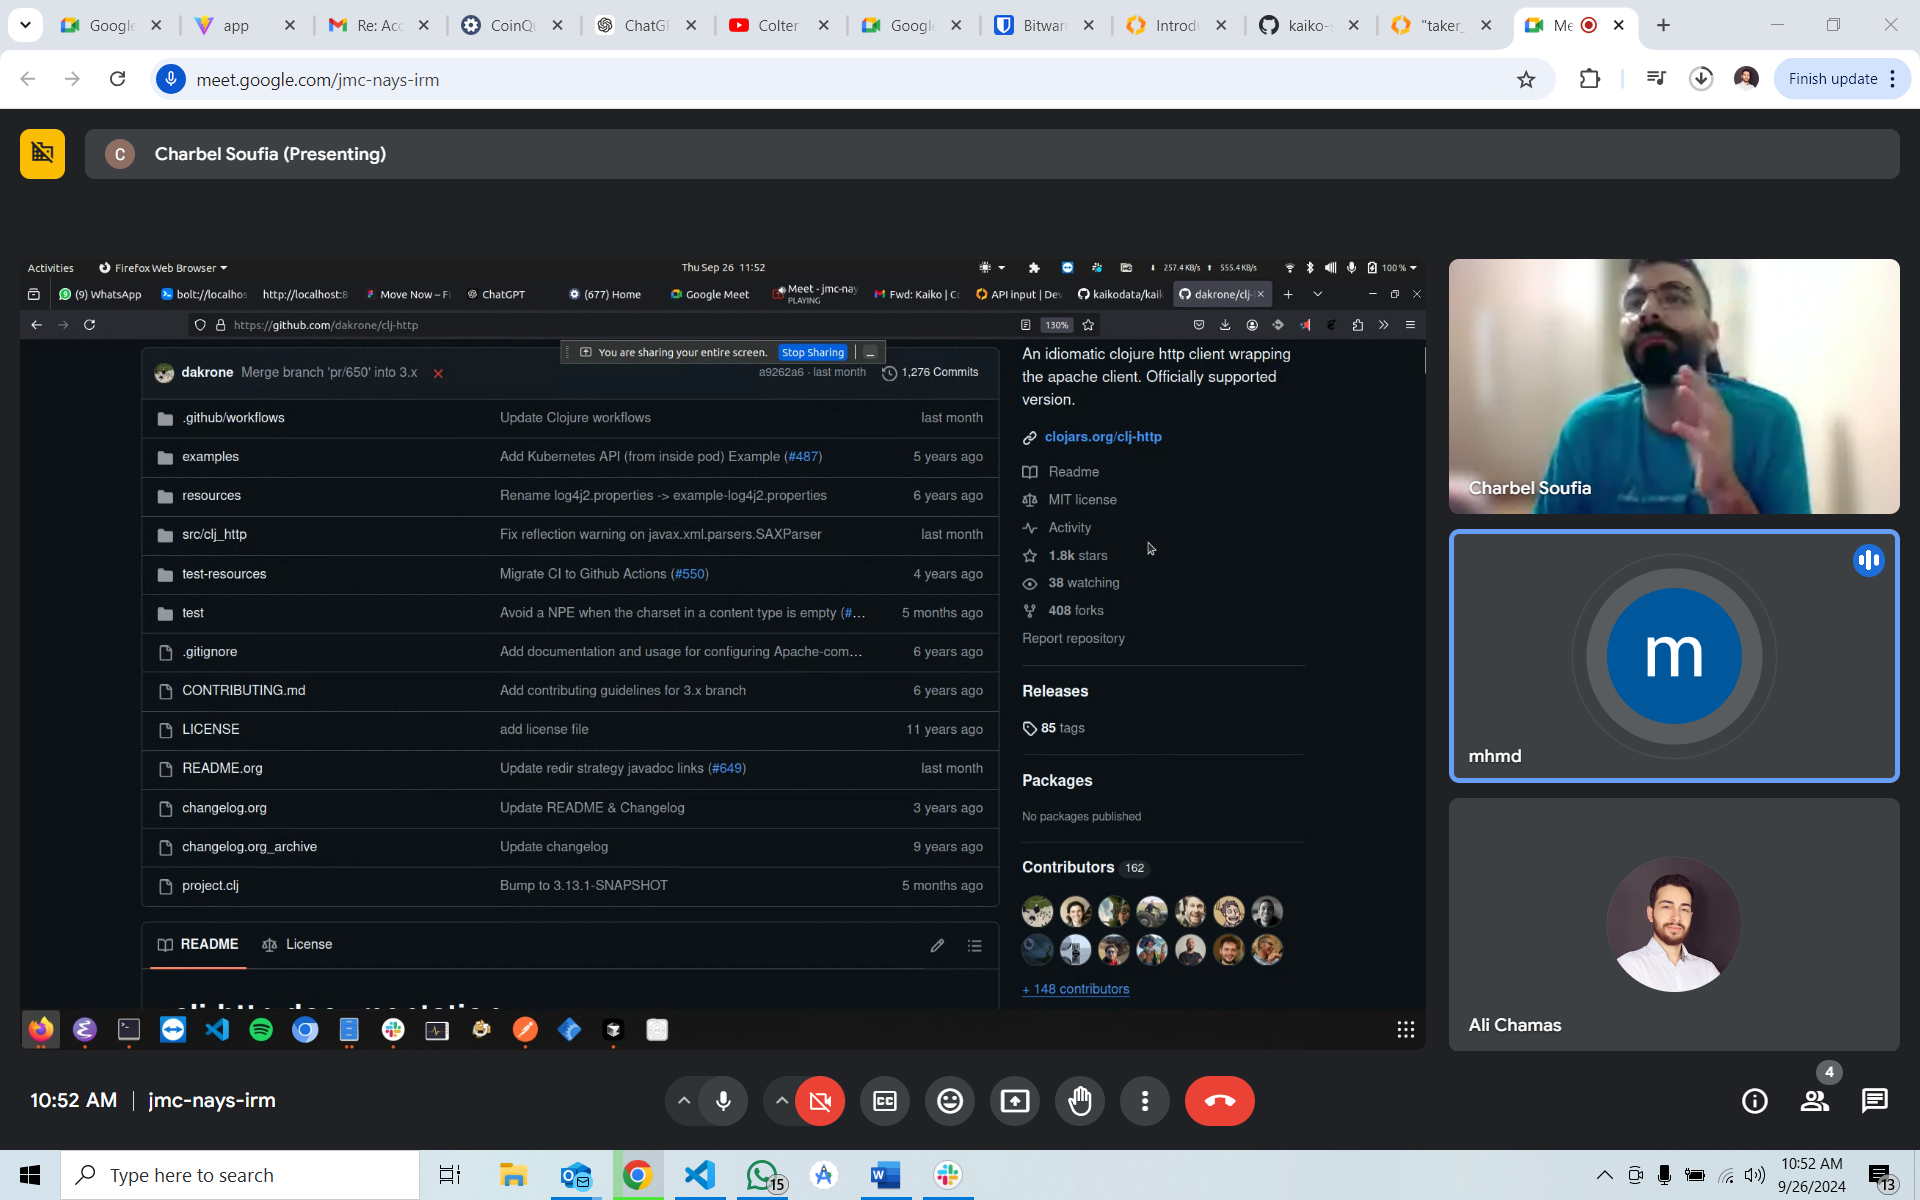 Google
app
Re: Acc
CoinQ
ChatG
Colter
Google
Bitwar
Introdu
kaiko-
"taker_
Me
meet.google.com/jmc-nays-irm
Finish update
C
Charbel Soufia (Presenting)
Activities
Firefox Web Browser
Thu Sep 26 11:52
257.4 KB/s
555.4 KB/s
100 %
(9) WhatsApp
bolt://localhos
http://localhost:8
Move Now – Fi
ChatGPT
(677) Home
Google Meet
Meet - jmc-nay
PLAYING
Fwd: Kaiko | Co
API input | Dev
kaikodata/kaik
dakrone/clj-
https://github.com/dakrone/clj-http
130%
You are sharing your entire screen.
Stop Sharing
dakrone Merge branch 'pr/650' into 3.x
a9262a6 · last month
1,276 Commits
.github/workflows Update Clojure workflows last month
examples Add Kubernetes API (from inside pod) Example (#487) 5 years ago
resources Rename log4j2.properties -> example-log4j2.properties 6 years ago
src/clj_http Fix reflection warning on javax.xml.parsers.SAXParser last month
test-resources Migrate CI to Github Actions (#550) 4 years ago
test Avoid a NPE when the charset in a content type is empty (#... 5 months ago
.gitignore Add documentation and usage for configuring Apache-com... 6 years ago
CONTRIBUTING.md Add contributing guidelines for 3.x branch 6 years ago
LICENSE add license file 11 years ago
README.org Update redir strategy javadoc links (#649) last month
changelog.org Update README & Changelog 3 years ago
changelog.org_archive Update changelog 9 years ago
project.clj Bump to 3.13.1-SNAPSHOT 5 months ago
README
License
An idiomatic clojure http client wrapping
the apache client. Officially supported
version.
clojars.org/clj-http
Readme
MIT license
Activity
1.8k stars
38 watching
408 forks
Report repository
Releases
85 tags
Packages
No packages published
Contributors 162
+ 148 contributors
Charbel Soufia
m
mhmd
Ali Chamas
10:52 AM
jmc-nays-irm
CC
4
Type here to search
15
10:52 AM
9/26/2024
13